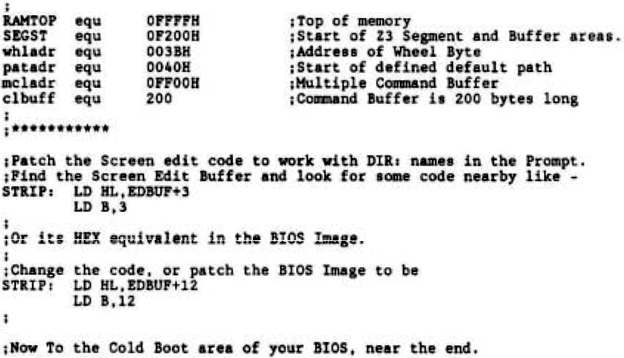 ;
RAMTOP equ 0FFFFH ;Top of memory
SEGST equ 0F200H ;Start of Z3 Segment and Buffer areas.
whladr equ 003BH ;Address of Wheel Byte
patadr equ 0040H ;Start of defined default path
mcladr equ 0FF00H ;Multiple Command Buffer
clbuff equ 200 ;Command Buffer is 200 bytes long
;
;***********
;Patch the Screen edit code to work with DIR: names in the Prompt.
;Find the Screen Edit Buffer and look for some code nearby like -
STRIP: LD HL,EDBUF+3
LD B,3
;
;Or its HEX equivalent in the BIOS Image.
;
;Change the code, or patch the BIOS Image to be
STRIP: LD HL,EDBUF+12
LD B,12
;
;Now To the Cold Boot area of your BIOS, near the end.